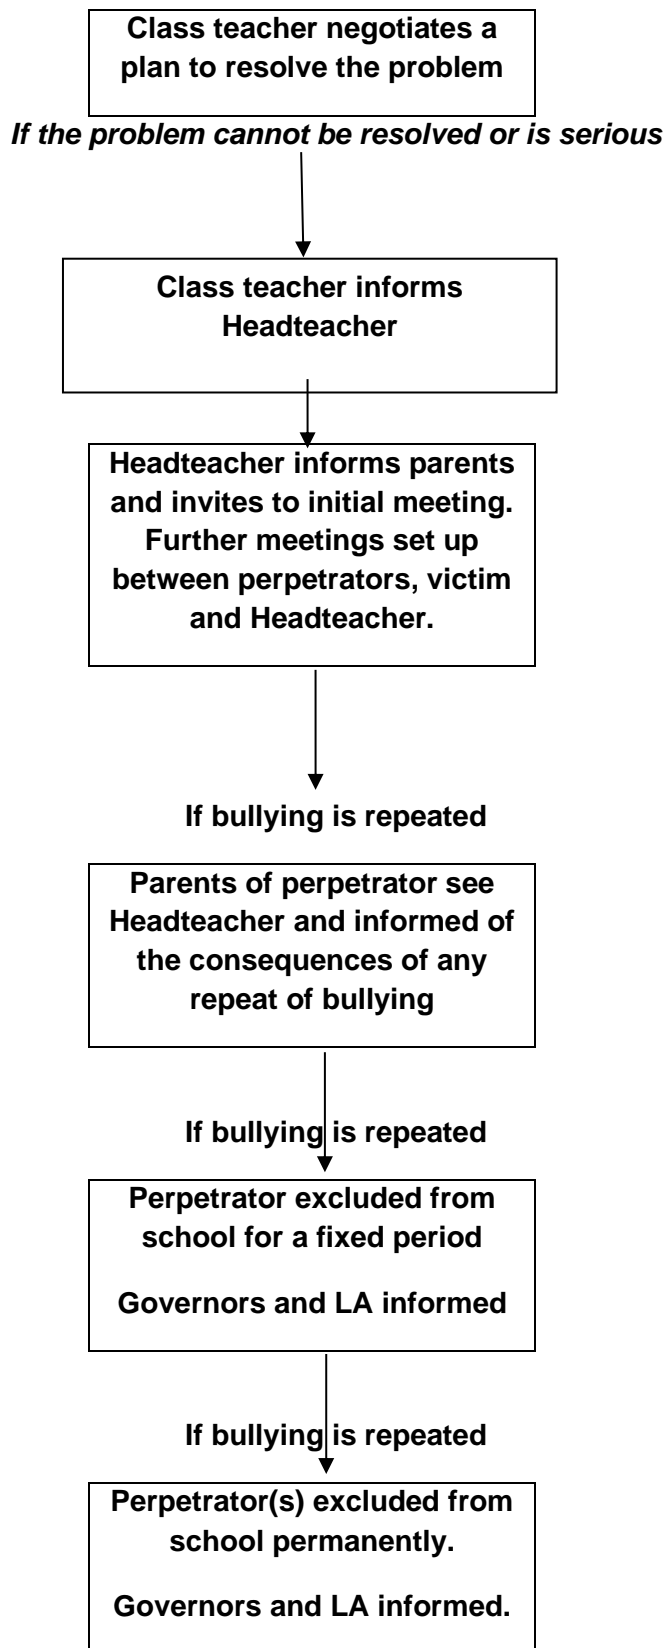 Class teacher negotiates a
plan to resolve the problem
If the problem cannot be resolved or is serious
Class teacher informs
Headteacher
Headteacher informs parents
and invites to initial meeting.
Further meetings set up
between perpetrators, victim
and Headteacher.
If bullying is repeated
Parents of perpetrator see
Headteacher and informed of
the consequences of any
repeat of bullying
If bullying is repeated
Perpetrator excluded from
school for a fixed period
Governors and LA informed
If bullying is repeated
Perpetrator(s) excluded from
school permanently.
Governors and LA informed.